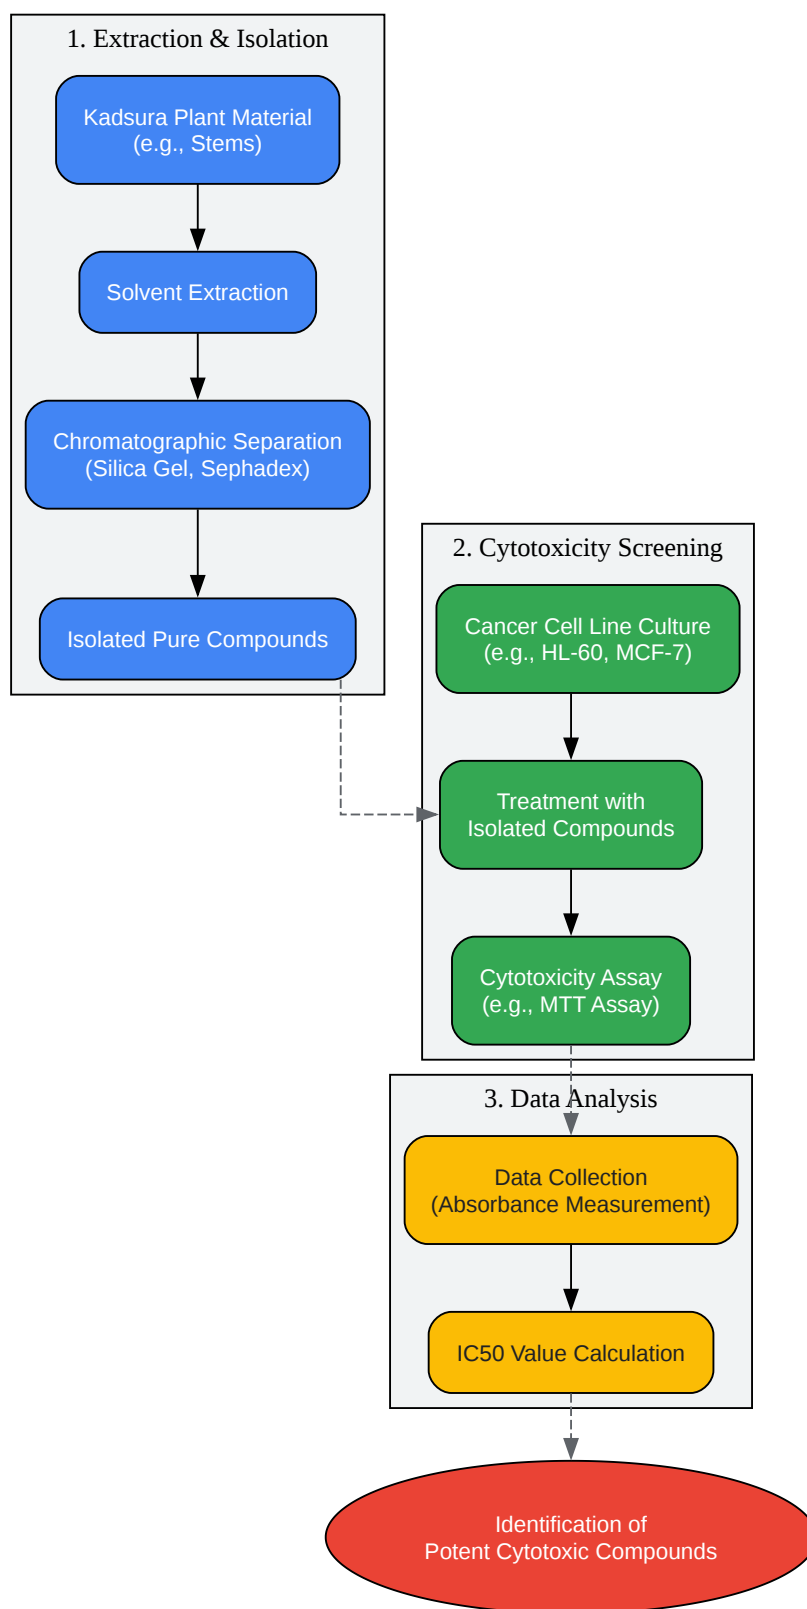 1. Extraction & Isolation
Kadsura Plant Material
(e.g., Stems)
Solvent Extraction
Chromatographic Separation
(Silica Gel, Sephadex)
Isolated Pure Compounds
2. Cytotoxicity Screening
Cancer Cell Line Culture
(e.g., HL-60, MCF-7)
Treatment with
Isolated Compounds
Cytotoxicity Assay
(e.g., MTT Assay)
3. Data Analysis
Data Collection
(Absorbance Measurement)
IC50 Value Calculation
Identification of
Potent Cytotoxic Compounds